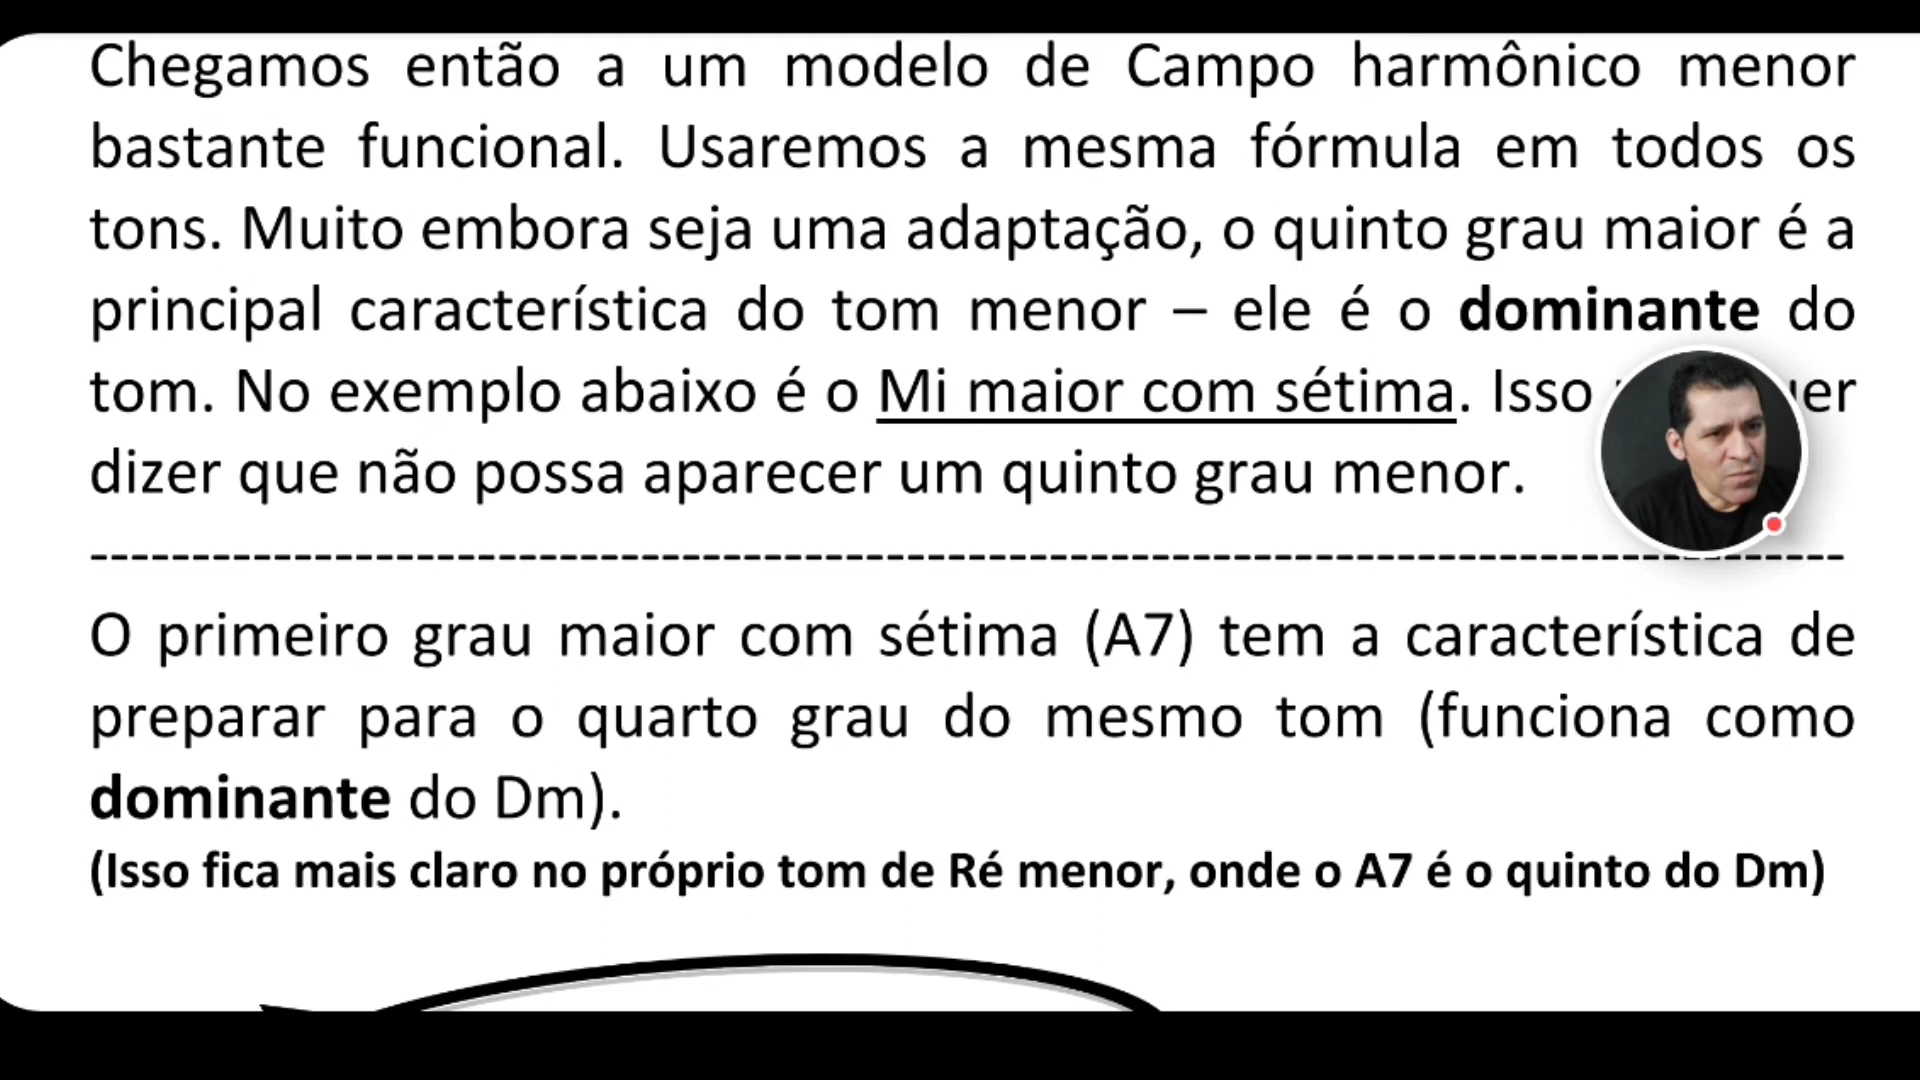 Chegamos então a um modelo de Campo harmônico menor
bastante funcional. Usaremos a mesma fórmula em todos os
tons. Muito embora seja uma adaptação, o quinto grau maior é a
principal característica do tom menor – ele é o dominante do
tom. No exemplo abaixo é o Mi maior com sétima. Isso
dizer que não possa aparecer um quinto grau menor.
--------------------------------------------------------------------------------------
O primeiro grau maior com sétima (A7) tem a característica de
preparar para o quarto grau do mesmo tom (funciona como
dominante do Dm).
(Isso fica mais claro no próprio tom de Ré menor, onde o A7 é o quinto do Dm)